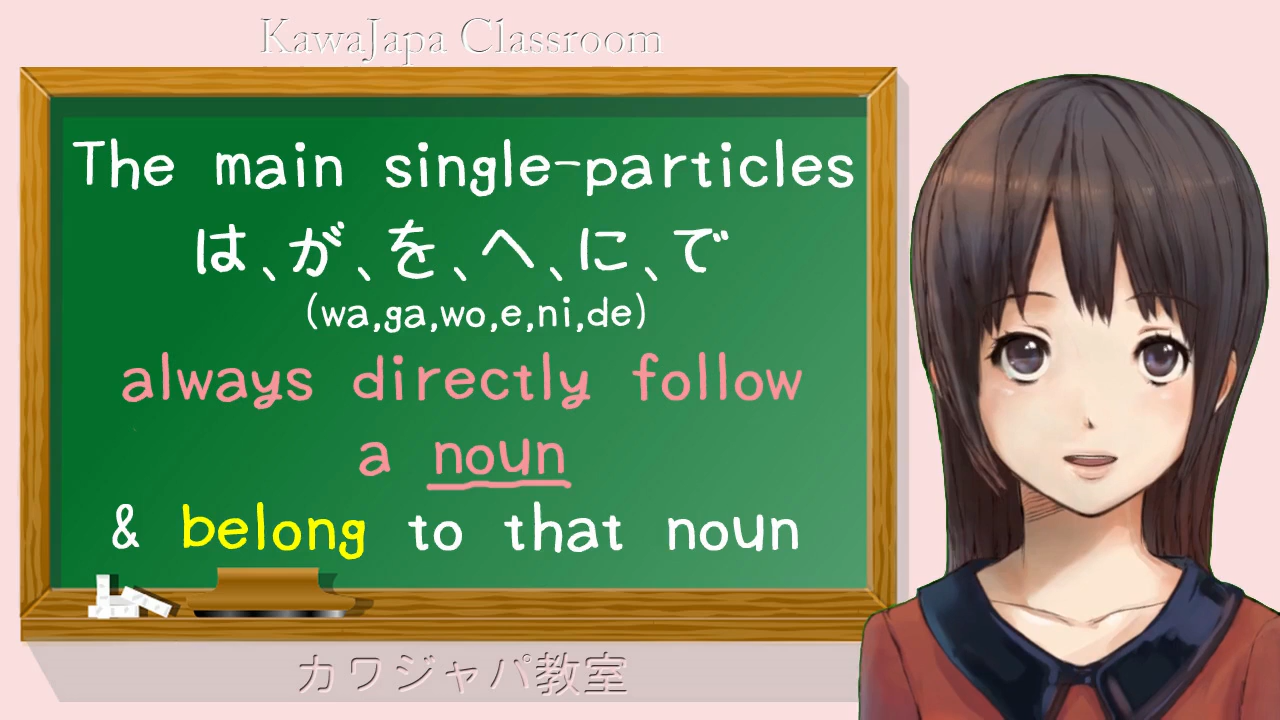 KawaJapa Classroom
The main single-particles
は、が、を、へ、に、で
(wa,ga,wo,e,ni,de)
always directly follow
a noun
& belong to that noun
カワジャパ教室